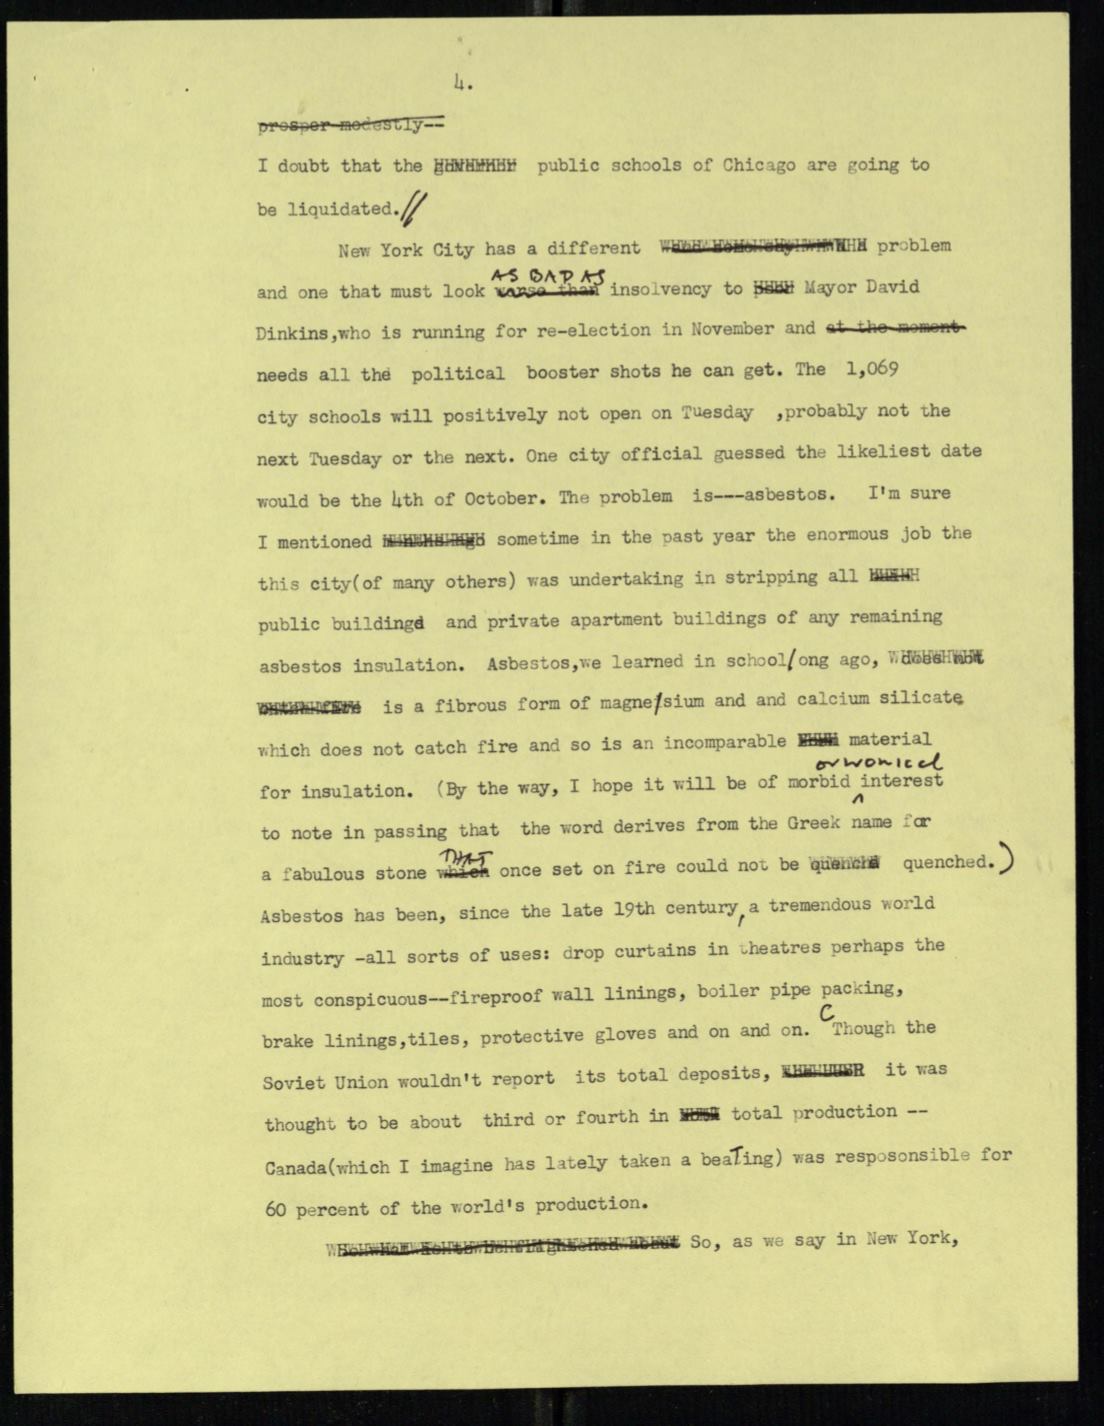 4.
prosper modestly--
I doubt that the public schools of Chicago are going to
be liquidated.//
New York City has a different problem
AS BAD AS
and one that must look worse than insolvency to Mayor David
Dinkins,who is running for re-election in November and at the moment
needs all the political booster shots he can get. The 1,069
city schools will positively not open on Tuesday ,probably not the
next Tuesday or the next. One city official guessed the likeliest date
would be the 4th of October. The problem is---asbestos. I'm sure
I mentioned sometime in the past year the enormous job the
this city(of many others) was undertaking in stripping all
public buildings and private apartment buildings of any remaining
asbestos insulation. Asbestos,we learned in school/ong ago, does not
is a fibrous form of magne/sium and and calcium silicate
which does not catch fire and so is an incomparable material
or wonled
for insulation. (By the way, I hope it will be of morbid ^ interest
to note in passing that the word derives from the Greek name for
THAT
a fabulous stone which once set on fire could not be quenched.)
Asbestos has been, since the late 19th century, a tremendous world
industry -all sorts of uses: drop curtains in theatres perhaps the
most conspicuous--fireproof wall linings, boiler pipe packing,
brake linings,tiles, protective gloves and on and on. C Though the
Soviet Union wouldn't report its total deposits, it was
thought to be about third or fourth in total production --
Canada(which I imagine has lately taken a beaTing) was resposonsible for
60 percent of the world's production.
So, as we say in New York,